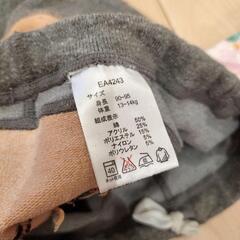 EA4243
サイズ
身長 90-95
体重 13-14kg
組成表示
綿 50%
アクリル 25%
ポリエステル 15%
ナイロン 5%
ポリウレタン 5%
40